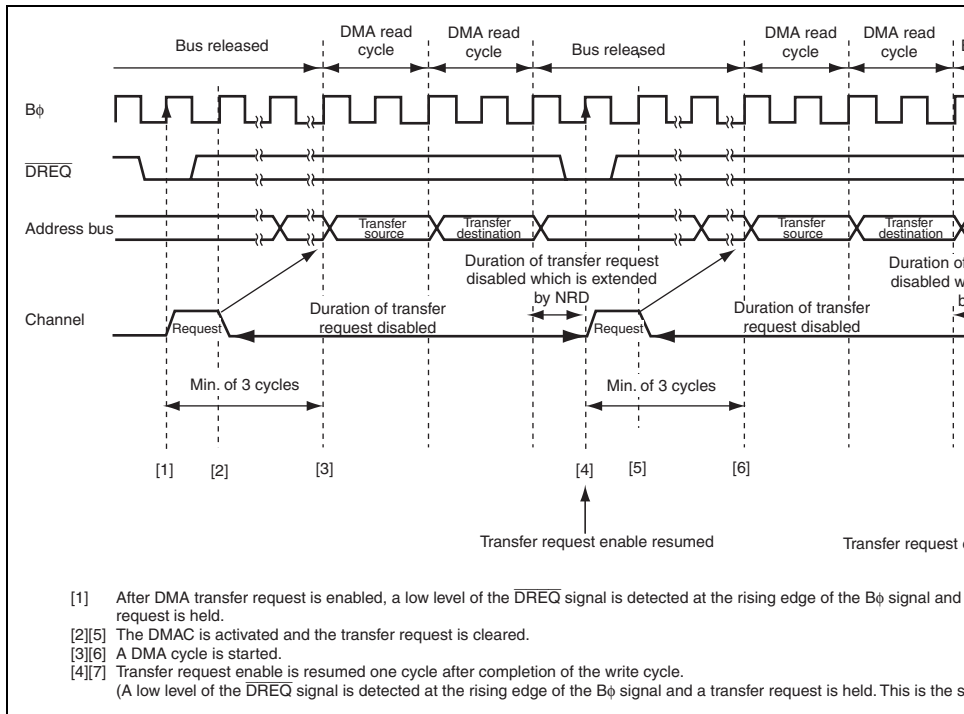 Bus released
DMA read
cycle
DMA read
cycle
Bus released
DMA read
cycle
DMA read
cycle
Bϕ
DREQ
Address bus
Transfer
source
Transfer
destination
Transfer
source
Transfer
destination
Duration of transfer request
disabled which is extended
by NRD
Duration of
Channel
Request
Duration of transfer
request disabled
Request
Duration of transfer
request disabled
Min. of 3 cycles
Min. of 3 cycles
[1] [2] [3] [4] [5] [6]
Transfer request enable resumed
Transfer request
[1] After DMA transfer request is enabled, a low level of the DREQ signal is detected at the rising edge of the Bϕ signal and
request is held.
[2][5] The DMAC is activated and the transfer request is cleared.
[3][6] A DMA cycle is started.
[4][7] Transfer request enable is resumed one cycle after completion of the write cycle.
(A low level of the DREQ signal is detected at the rising edge of the Bϕ signal and a transfer request is held. This is the